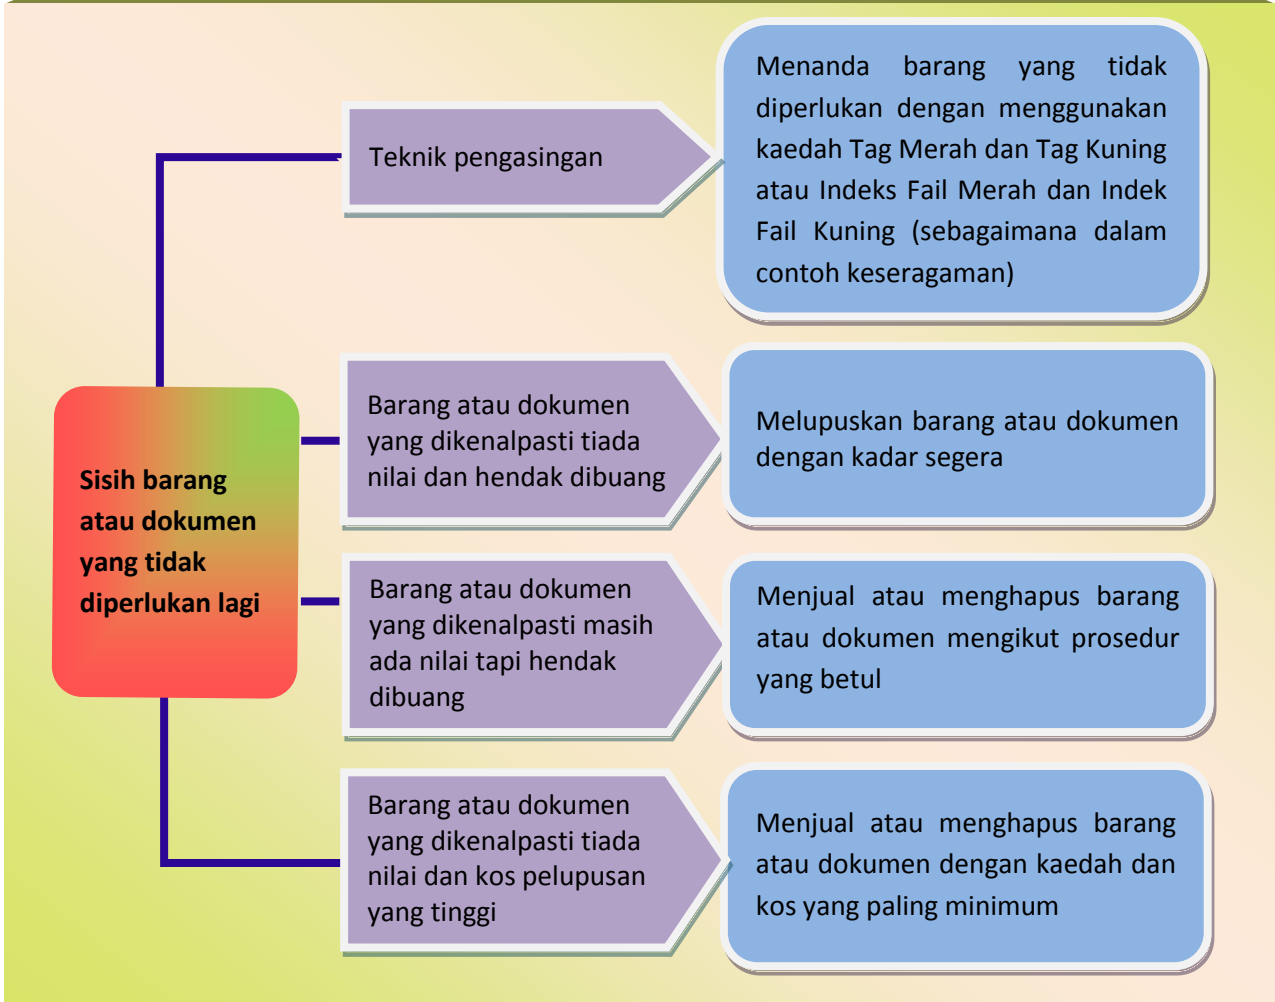 Menanda barang yang tidak
diperlukan dengan menggunakan
kaedah Tag Merah dan Tag Kuning
atau Indeks Fail Merah dan Indek
Fail Kuning (sebagaimana dalam
contoh keseragaman)
Teknik pengasingan
Barang atau dokumen
yang dikenalpasti tiada
nilai dan hendak dibuang
Melupuskan barang atau dokumen
dengan kadar segera
Sisih barang
atau dokumen
yang tidak
diperlukan lagi
Barang atau dokumen
yang dikenalpasti masih
ada nilai tapi hendak
dibuang
Menjual atau menghapus barang
atau dokumen mengikut prosedur
yang betul
Barang atau dokumen
yang dikenalpasti tiada
nilai dan kos pelupusan
yang tinggi
Menjual atau menghapus barang
atau dokumen dengan kaedah dan
kos yang paling minimum